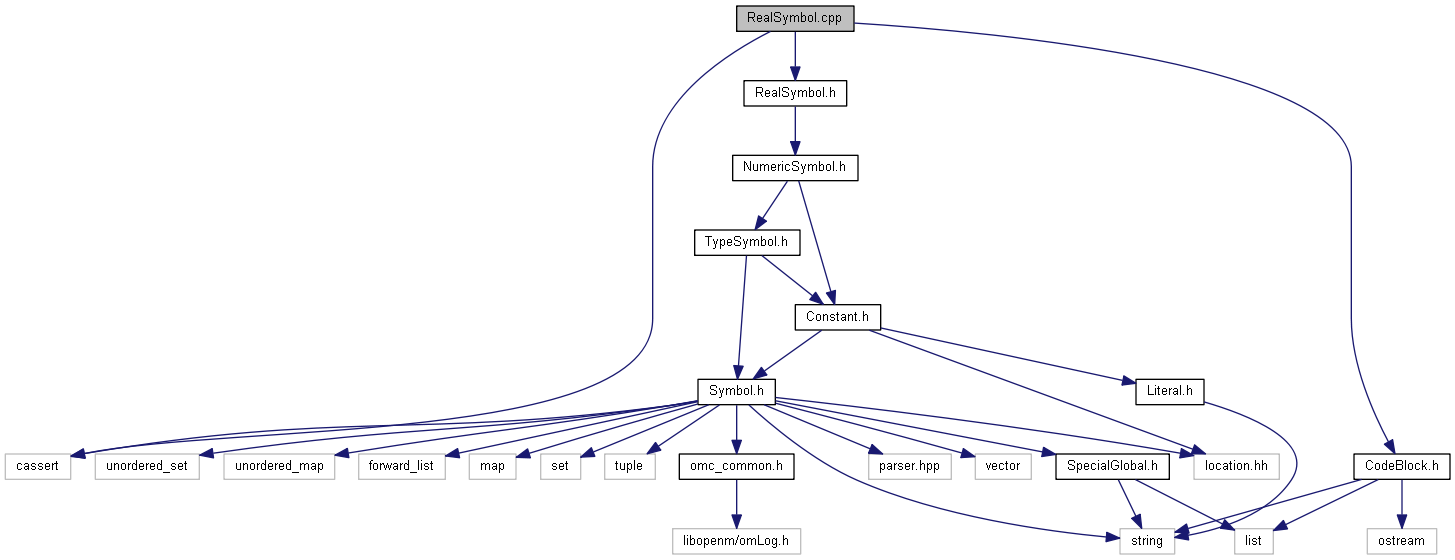 RealSymbol.cpp
RealSymbol.h
NumericSymbol.h
TypeSymbol.h
Constant.h
Symbol.h
Literal.h
cassert
unordered_set
unordered_map
forward_list
map
set
tuple
omc_common.h
parser.hpp
vector
SpecialGlobal.h
location.hh
CodeBlock.h
libopenm/omLog.h
string
list
ostream